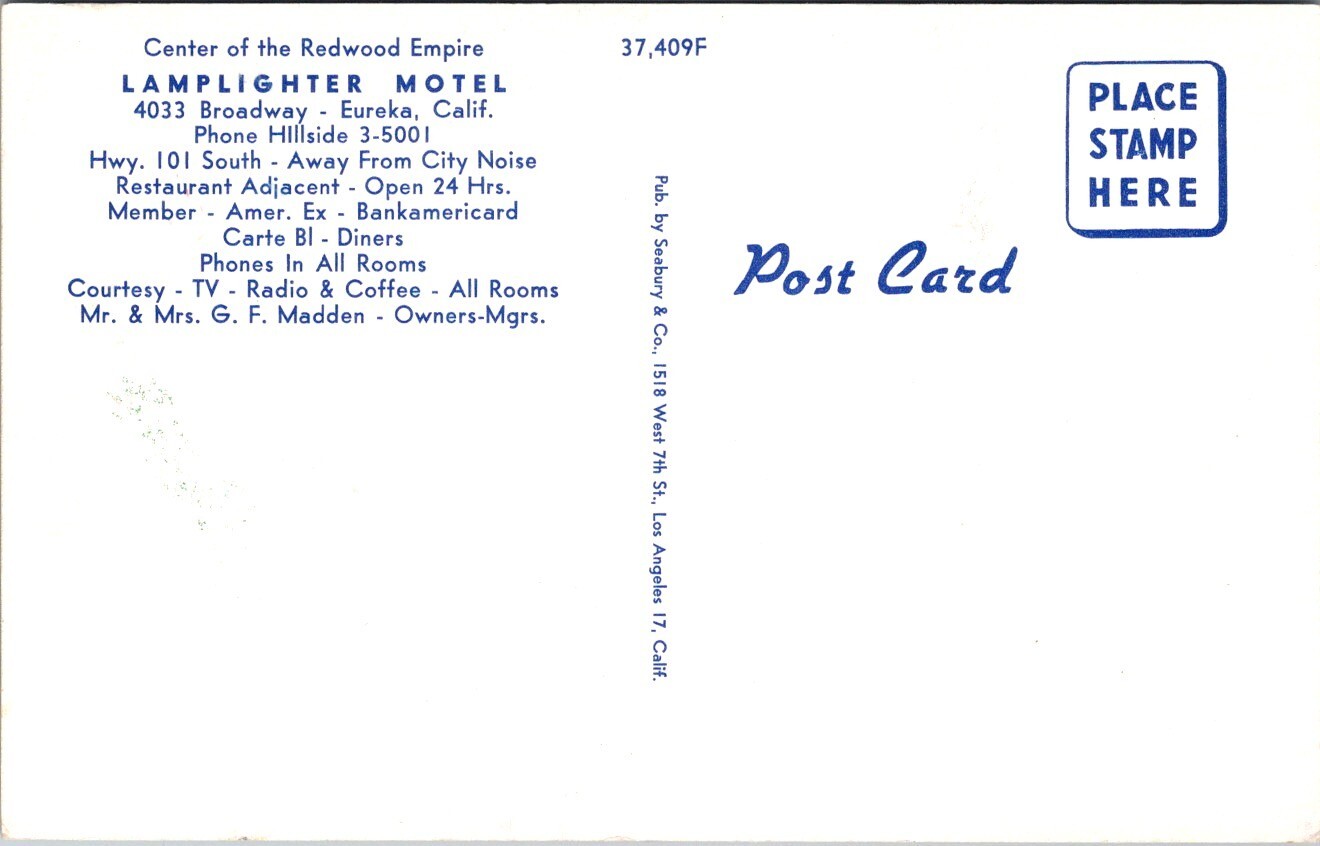 Center of the Redwood Empire
LAMPLIGHTER MOTEL
4033 Broadway - Eureka, Calif.
Phone HIllside 3-5001
Hwy. 101 South - Away From City Noise
Restaurant Adjacent - Open 24 Hrs.
Member - Amer. Ex - Bankamericard
Carte Bl - Diners
Phones In All Rooms
Courtesy - TV - Radio & Coffee - All Rooms
Mr. & Mrs. G. F. Madden - Owners-Mgrs.
37,409F
Pub. by Seabury & Co., 1518 West 7th St., Los Angeles 17, Calif.
Post Card
PLACE
STAMP
HERE